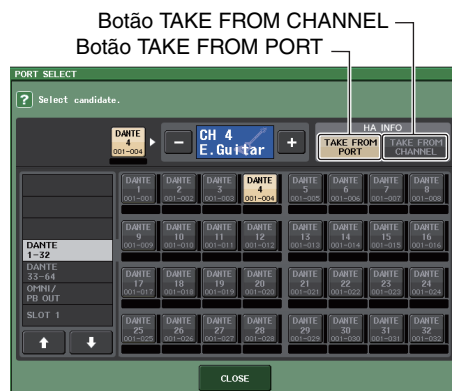 Botão TAKE FROM CHANNEL
Botão TAKE FROM PORT
PORT SELECT
? Select candidate.
DANTE
4
001-004
−
CH 4
E.Guitar
+
HA INFO
TAKE FROM
PORT
TAKE FROM
CHANNEL
DANTE
1-32
DANTE
33-64
OMNI/
PB OUT
SLOT 1
DANTE DANTE DANTE DANTE DANTE DANTE DANTE DANTE
1 2 3 4 5 6 7 8
001-001 001-002 001-003 001-004 001-005 001-006 001-007 001-008
DANTE DANTE DANTE DANTE DANTE DANTE DANTE DANTE
9 10 11 12 13 14 15 16
001-009 001-010 001-011 001-012 001-013 001-014 001-015 001-016
DANTE DANTE DANTE DANTE DANTE DANTE DANTE DANTE
17 18 19 20 21 22 23 24
001-017 001-018 001-019 001-020 001-021 001-022 001-023 001-024
DANTE DANTE DANTE DANTE DANTE DANTE DANTE DANTE
25 26 27 28 29 30 31 32
001-025 001-026 001-027 001-028 001-029 001-030 001-031 001-032
CLOSE